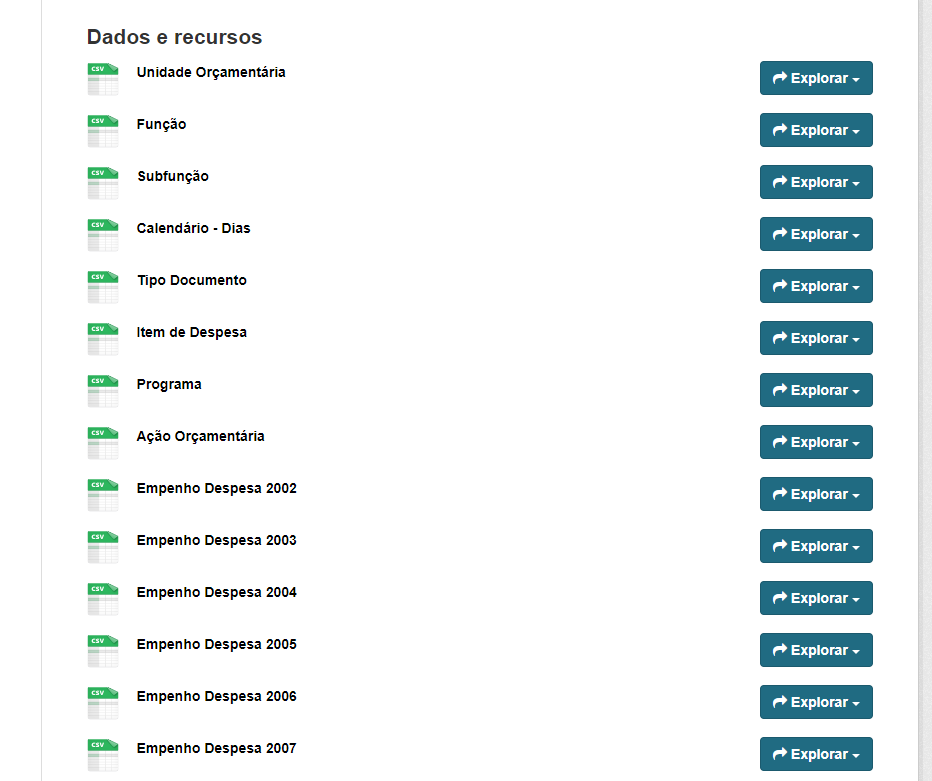 Dados e recursos
CSV Unidade Orçamentária Explorar
CSV Função Explorar
CSV Subfunção Explorar
CSV Calendário - Dias Explorar
CSV Tipo Documento Explorar
CSV Item de Despesa Explorar
CSV Programa Explorar
CSV Ação Orçamentária Explorar
CSV Empenho Despesa 2002 Explorar
CSV Empenho Despesa 2003 Explorar
CSV Empenho Despesa 2004 Explorar
CSV Empenho Despesa 2005 Explorar
CSV Empenho Despesa 2006 Explorar
CSV Empenho Despesa 2007 Explorar